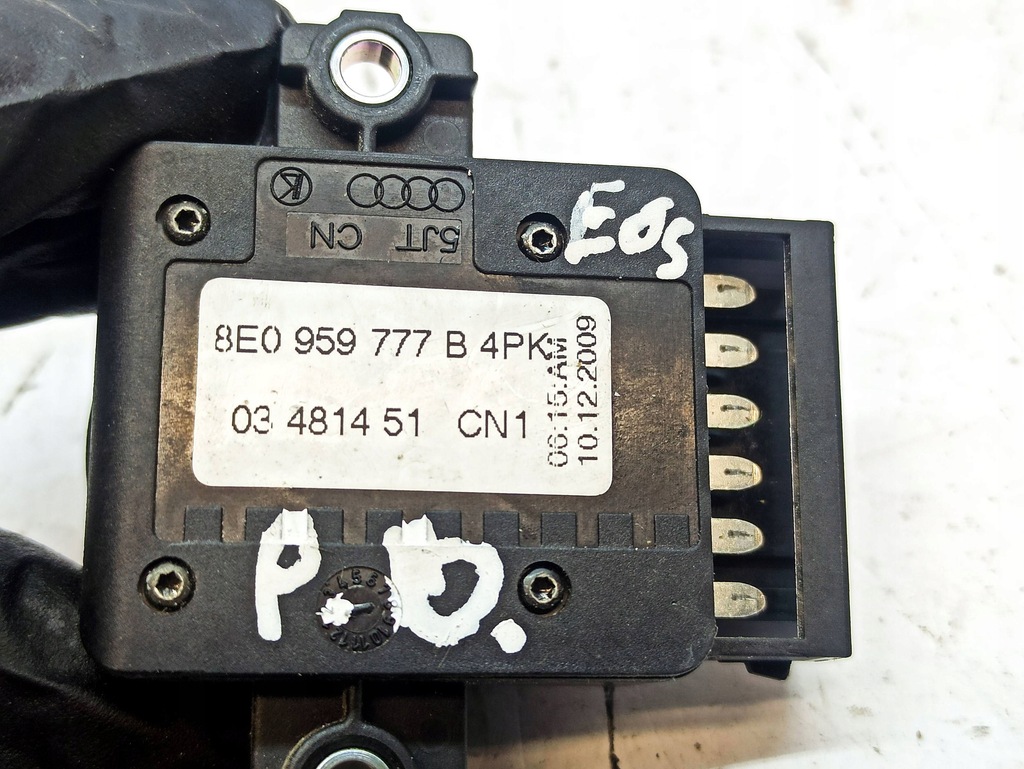 K
5JT CN
Eos
8E0 959 777 B 4PK
03 4814 51 CN1
06:15 AM
10.12.2009
P D.